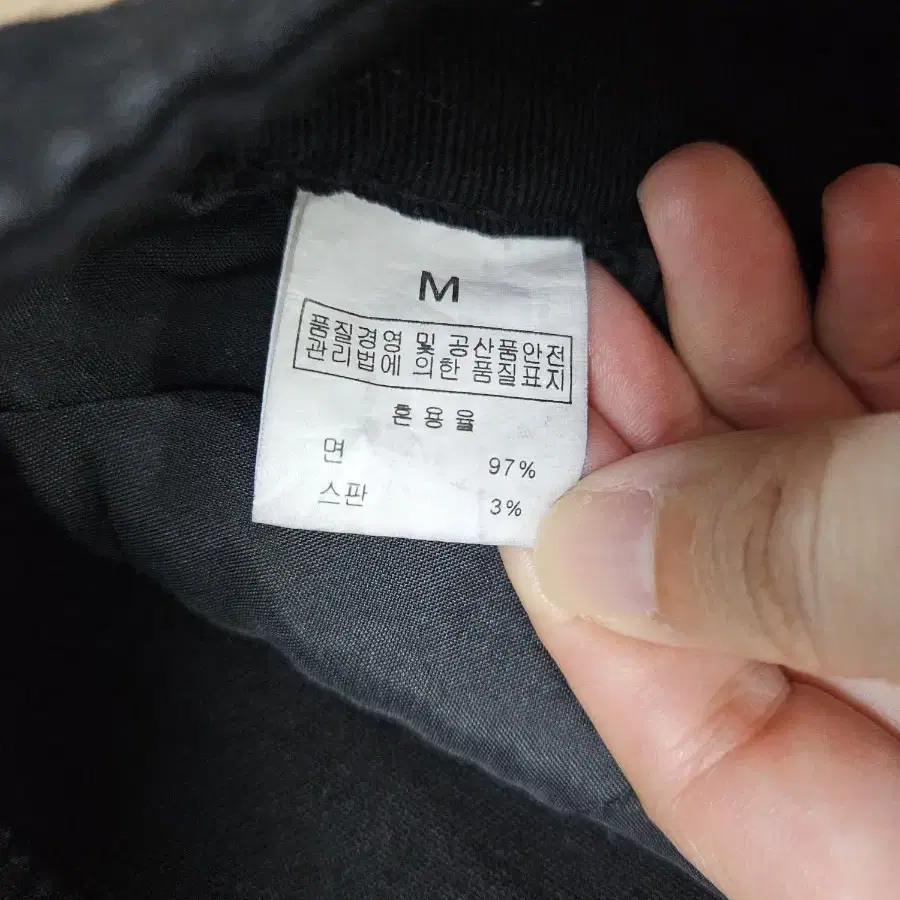 M
품질경영 및 공산품안전
관리법에 의한 품질표지
혼용율
면 97%
스판 3%